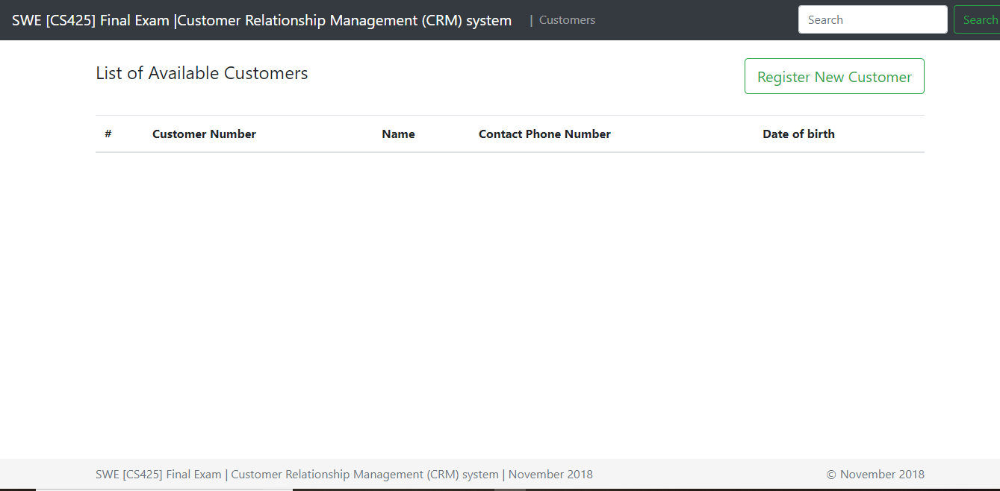 SWE [CS425] Final Exam |Customer Relationship Management (CRM) system | Customers Search Search
List of Available Customers Register New Customer
# Customer Number Name Contact Phone Number Date of birth
SWE [CS425] Final Exam | Customer Relationship Management (CRM) system | November 2018 © November 2018